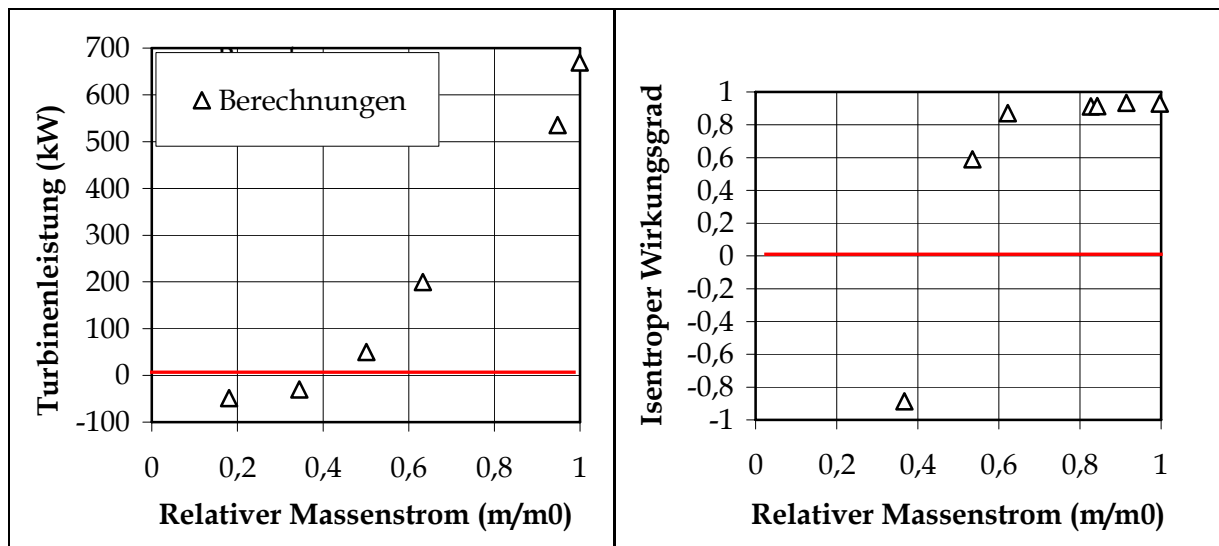 Turbinenleistung (kW)
700
600
500
400
300
200
100
0
-100
Berechnungen
0 0,2 0,4 0,6 0,8 1
Relativer Massenstrom (m/m0)
Isentroper Wirkungsgrad
1
0,8
0,6
0,4
0,2
0
-0,2
-0,4
-0,6
-0,8
-1
0 0,2 0,4 0,6 0,8 1
Relativer Massenstrom (m/m0)